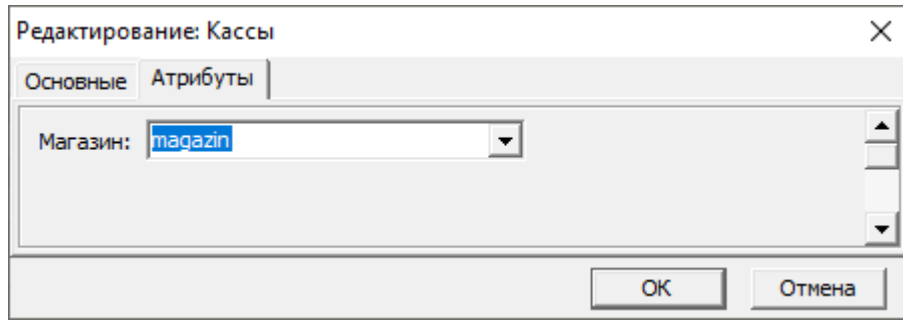 Редактирование: Кассы
Основные Атрибуты
Магазин: magazin
OK Отмена